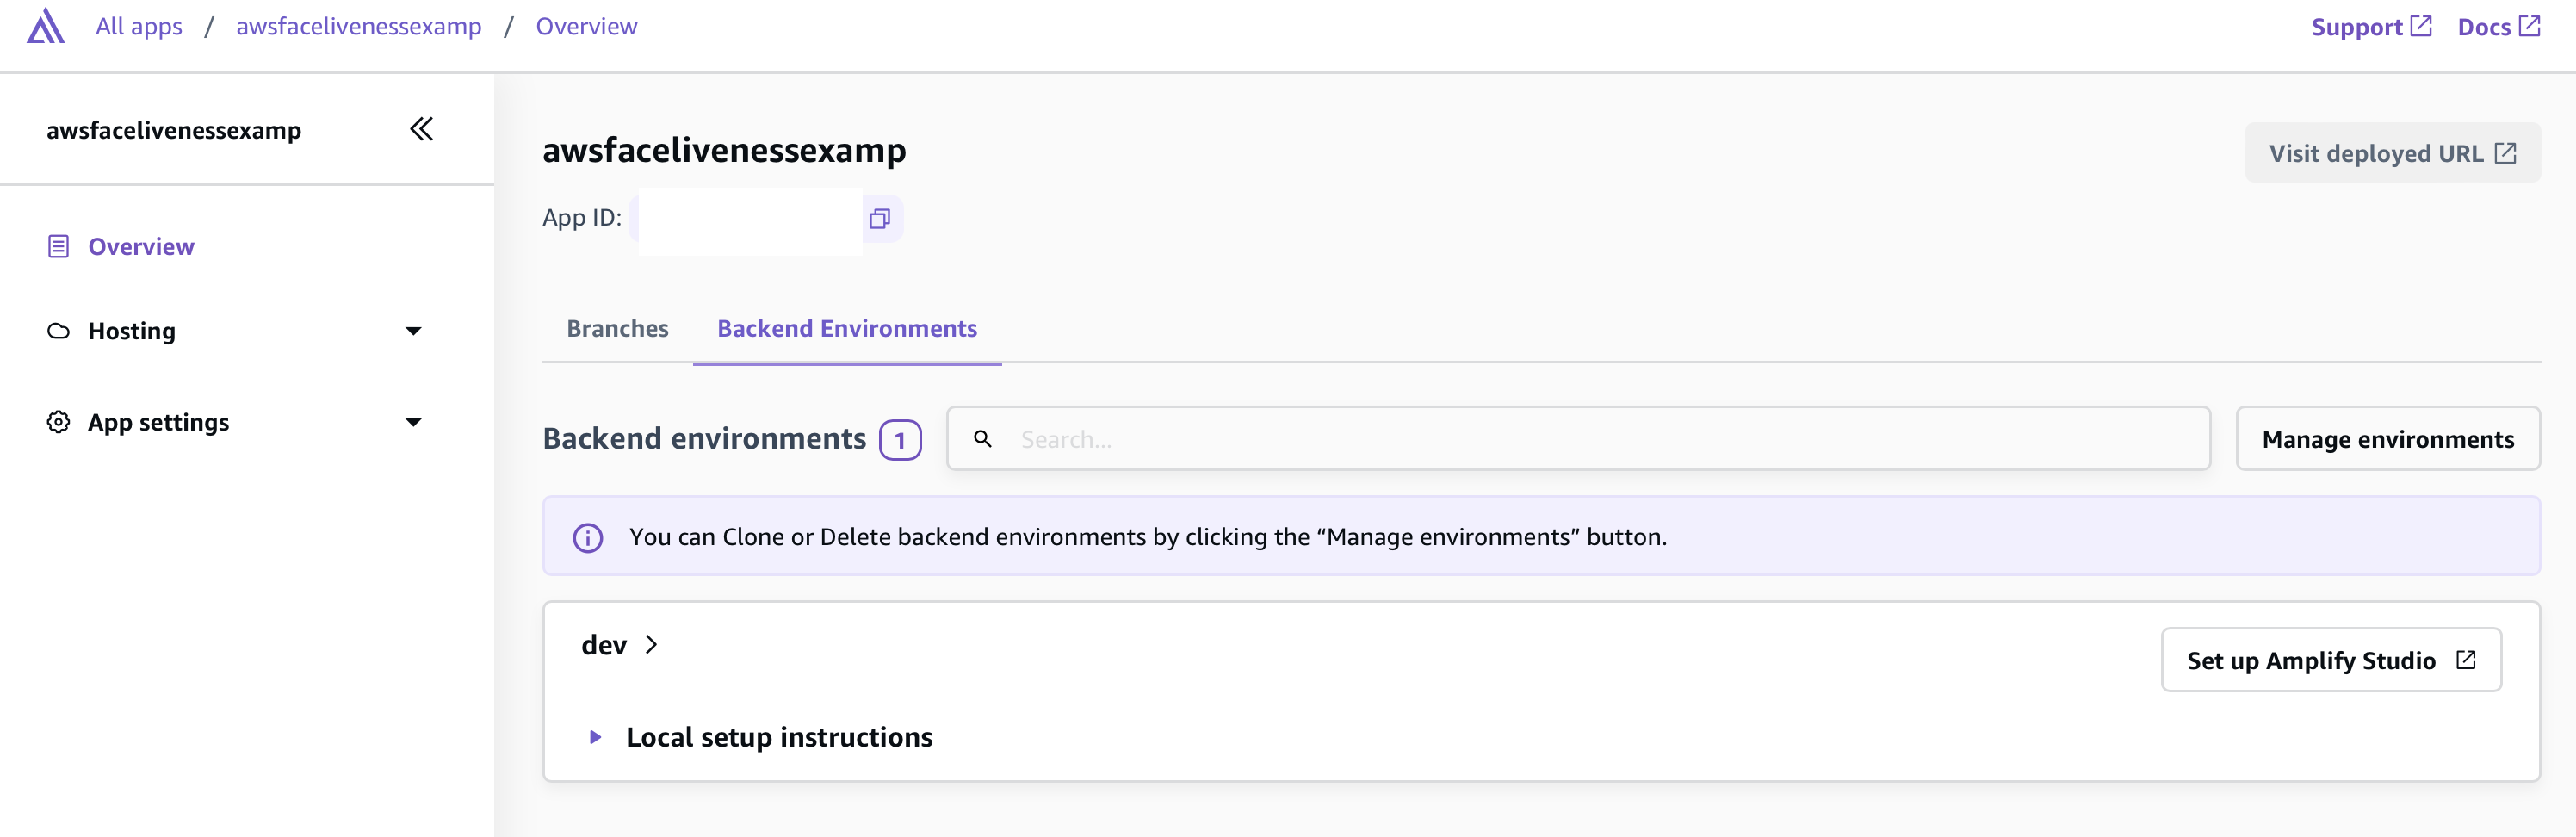 All apps / awsfacelivenessexamp / Overview
Support Docs
awsfacelivenessexamp
Overview
Hosting
App settings
awsfacelivenessexamp
Visit deployed URL
App ID:
Branches Backend Environments
Backend environments 1 Search... Manage environments
You can Clone or Delete backend environments by clicking the “Manage environments” button.
dev
Set up Amplify Studio
Local setup instructions